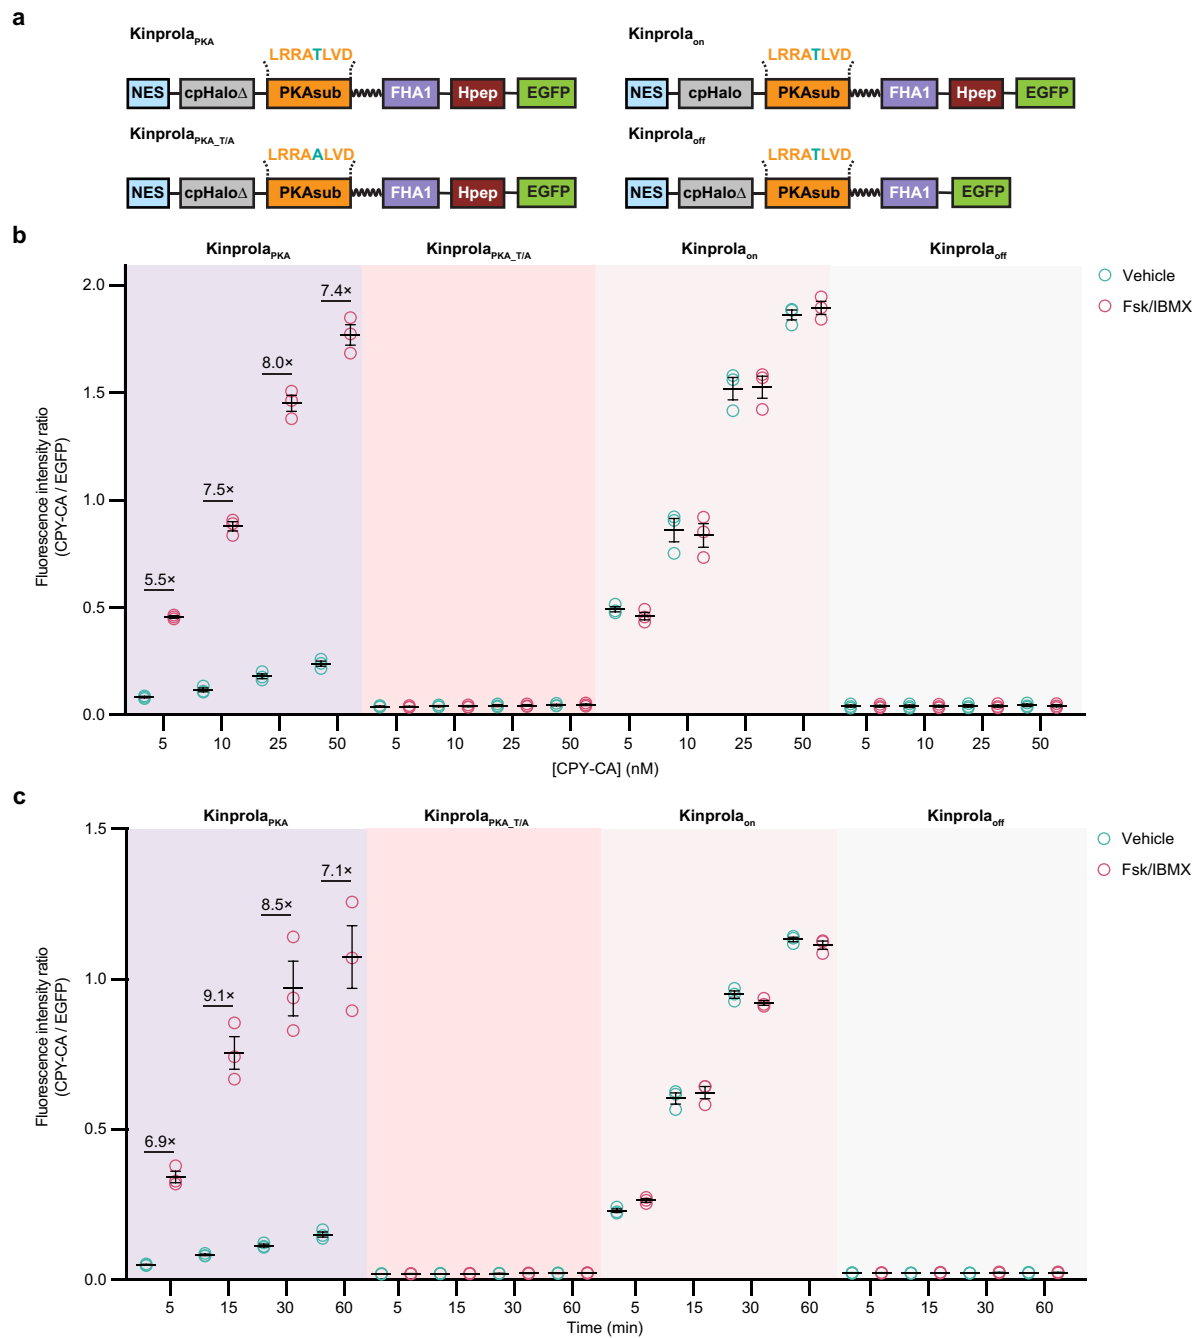 a
Kinprola_PKA
LRRATLVD
NES cpHaloΔ PKAsub FHA1 Hpep EGFP
Kinprola_on
LRRATLVD
NES cpHalo PKAsub FHA1 Hpep EGFP
Kinprola_PKA_T/A
LRRAALVD
NES cpHaloΔ PKAsub FHA1 Hpep EGFP
Kinprola_off
LRRATLVD
NES cpHaloΔ PKAsub FHA1 EGFP
b
Kinprola_PKA Kinprola_PKA_T/A Kinprola_on Kinprola_off
Vehicle
Fsk/IBMX
Fluorescence intensity ratio
(CPY-CA / EGFP)
2.0
1.5
1.0
0.5
0.0
5.5×
7.5×
8.0×
7.4×
5 10 25 50 5 10 25 50 5 10 25 50 5 10 25 50
[CPY-CA] (nM)
c
Kinprola_PKA Kinprola_PKA_T/A Kinprola_on Kinprola_off
Vehicle
Fsk/IBMX
Fluorescence intensity ratio
(CPY-CA / EGFP)
1.5
1.0
0.5
0.0
6.9×
9.1×
8.5×
7.1×
5 15 30 60 5 15 30 60 5 15 30 60 5 15 30 60
Time (min)